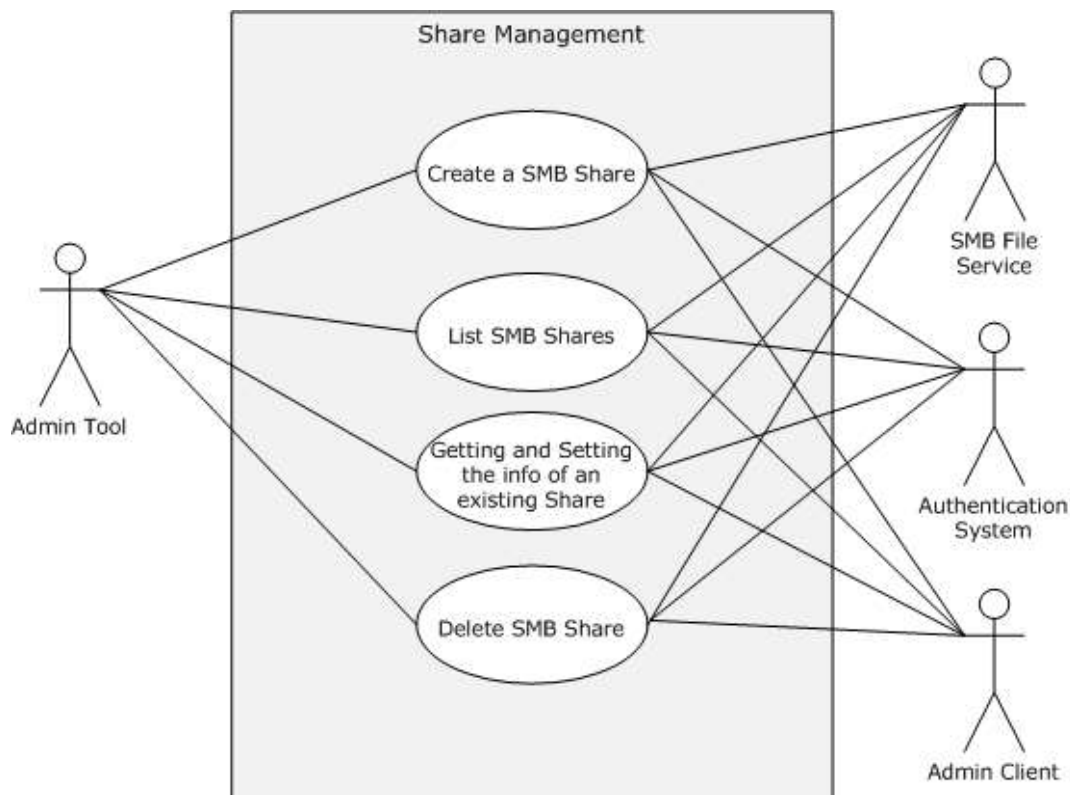 Share Management
Create a SMB Share
SMB File
Service
List SMB Shares
Admin Tool
Getting and Setting
the info of an
existing Share
Authentication
System
Delete SMB Share
Admin Client